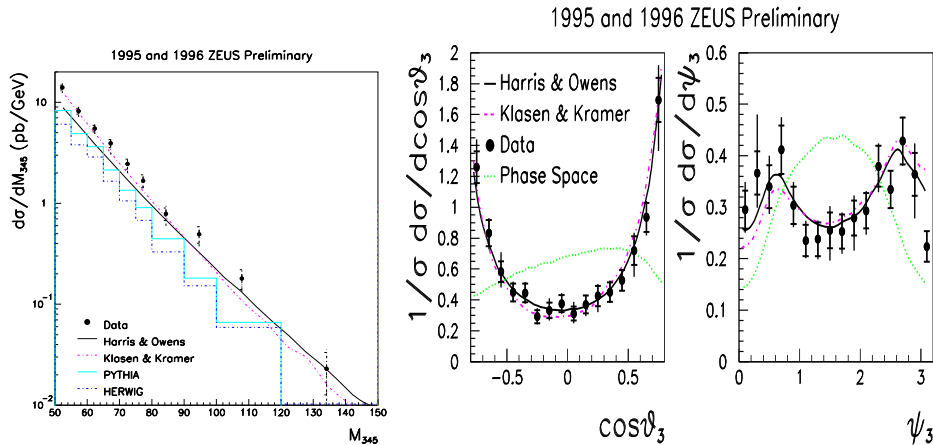 1995 and 1996 ZEUS Preliminary
dσ/dM₃₄₅ (pb/GeV)
10
1
10⁻¹
10⁻²
Data
Harris & Owens
Klasen & Kramer
PYTHIA
HERWIG
50 60 70 80 90 100 110 120 130 140 150
M₃₄₅
1995 and 1996 ZEUS Preliminary
1/σ dσ/dcosϑ₃
2
1.8
1.6
1.4
1.2
1
0.8
0.6
0.4
0.2
0
Harris & Owens
Klasen & Kramer
Data
Phase Space
-0.5 0 0.5
cosϑ₃
1/σ dσ/dψ₃
0.6
0.5
0.4
0.3
0.2
0.1
0
0 1 2 3
ψ₃